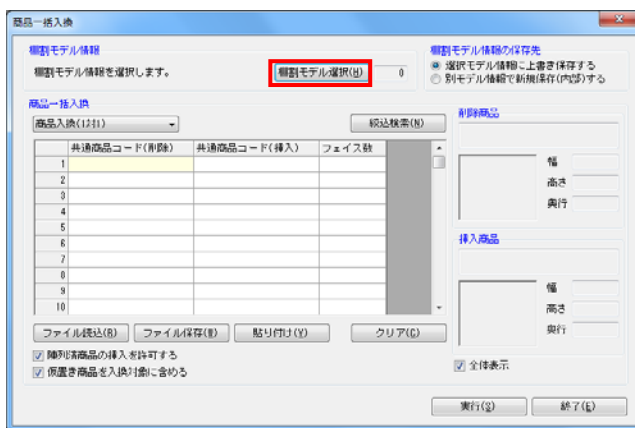 商品一括入換
棚割モデル情報
棚割モデル情報を選択します。
棚割モデル選択(H)
0
棚割モデル情報の保存先
選択モデル情報に上書き保存する
別モデル情報で新規保存(内部)する
商品一括入換
商品入換(1対1)
絞込検索(N)
共通商品コード(削除) 共通商品コード(挿入) フェイス数
1
2
3
4
5
6
7
8
9
10
ファイル読込(R) ファイル保存(W) 貼り付け(Y) クリア(C)
陳列済商品の挿入を許可する
仮置き商品を入換対象に含める
削除商品
幅
高さ
奥行
挿入商品
幅
高さ
奥行
全体表示
実行(S) 終了(E)